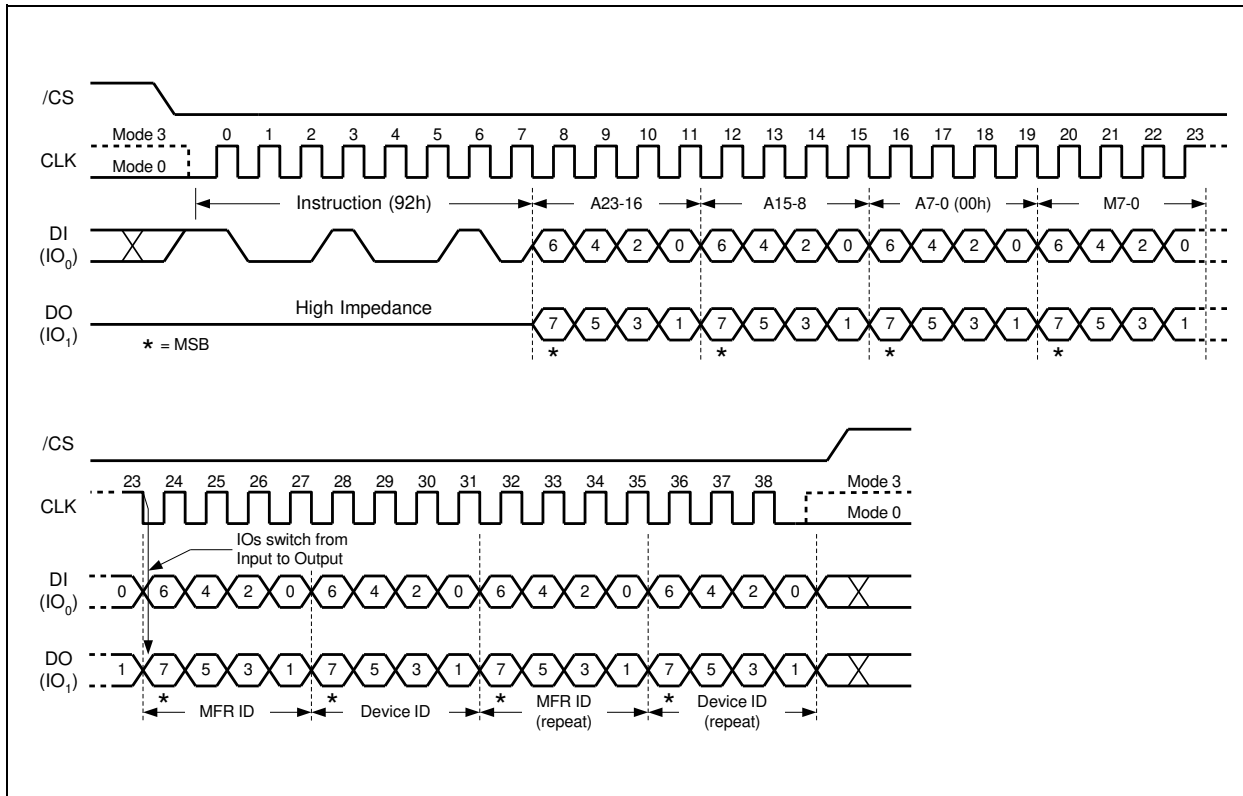 /CS
Mode 3 0 1 2 3 4 5 6 7 8 9 10 11 12 13 14 15 16 17 18 19 20 21 22 23
CLK Mode 0
Instruction (92h) A23-16 A15-8 A7-0 (00h) M7-0
DI
(IO0) 6 4 2 0 6 4 2 0 6 4 2 0 6 4 2 0
High Impedance
DO
(IO1) 7 5 3 1 7 5 3 1 7 5 3 1 7 5 3 1
* = MSB * * * *
/CS
23 24 25 26 27 28 29 30 31 32 33 34 35 36 37 38 Mode 3
CLK Mode 0
IOs switch from
Input to Output
DI
(IO0) 0 6 4 2 0 6 4 2 0 6 4 2 0 6 4 2 0
DO
(IO1) 1 7 5 3 1 7 5 3 1 7 5 3 1 7 5 3 1
* * * *
MFR ID Device ID MFR ID
(repeat) Device ID
(repeat)